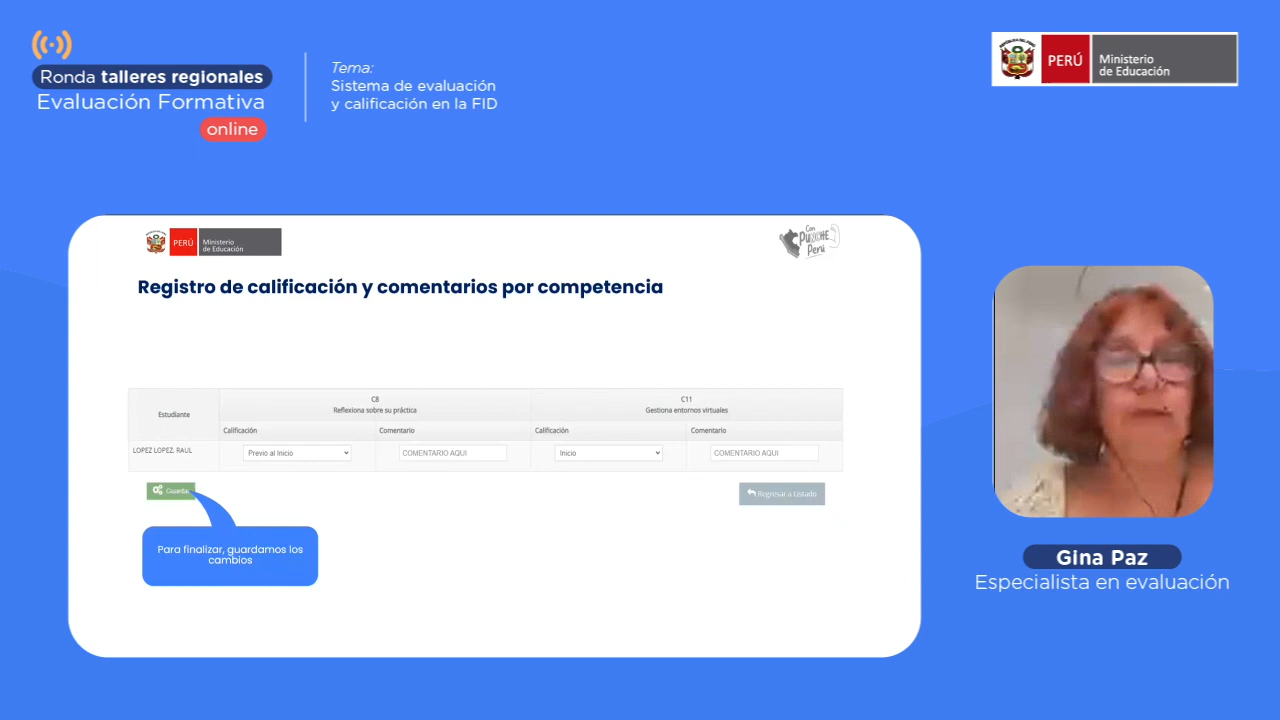 Ronda talleres regionales
Evaluación Formativa
online
Tema:
Sistema de evaluación
y calificación en la FID
PERÚ
Ministerio
de Educación
PERÚ
Ministerio
de Educación
Con
PUNCHE
Perú
Registro de calificación y comentarios por competencia
Estudiante
C8
Reflexiona sobre su práctica
C11
Gestiona entornos virtuales
Calificación
Comentario
Calificación
Comentario
LOPEZ LOPEZ, RAUL
Previo al Inicio
COMENTARIO AQUI
Inicio
COMENTARIO AQUI
Guardar
Regresar a Listado
Para finalizar, guardamos los
cambios
Gina Paz
Especialista en evaluación